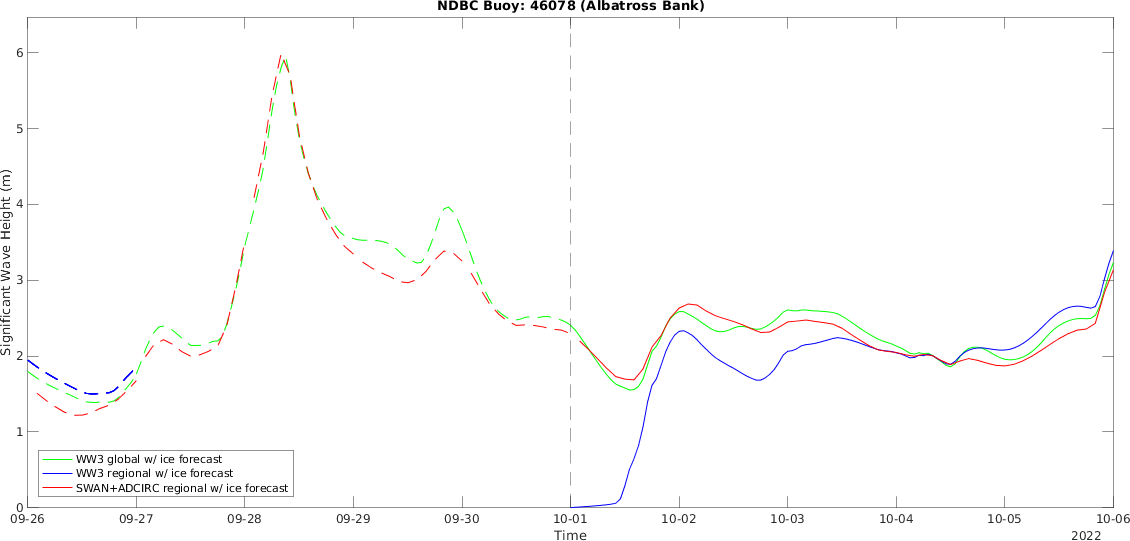 NDBC Buoy: 46078 (Albatross Bank)
Significant Wave Height (m)
6
5
4
3
2
1
0
WW3 global w/ ice forecast
WW3 regional w/ ice forecast
SWAN+ADCIRC regional w/ ice forecast
09-26 09-27 09-28 09-29 09-30 10-01 10-02 10-03 10-04 10-05 10-06
Time
2022